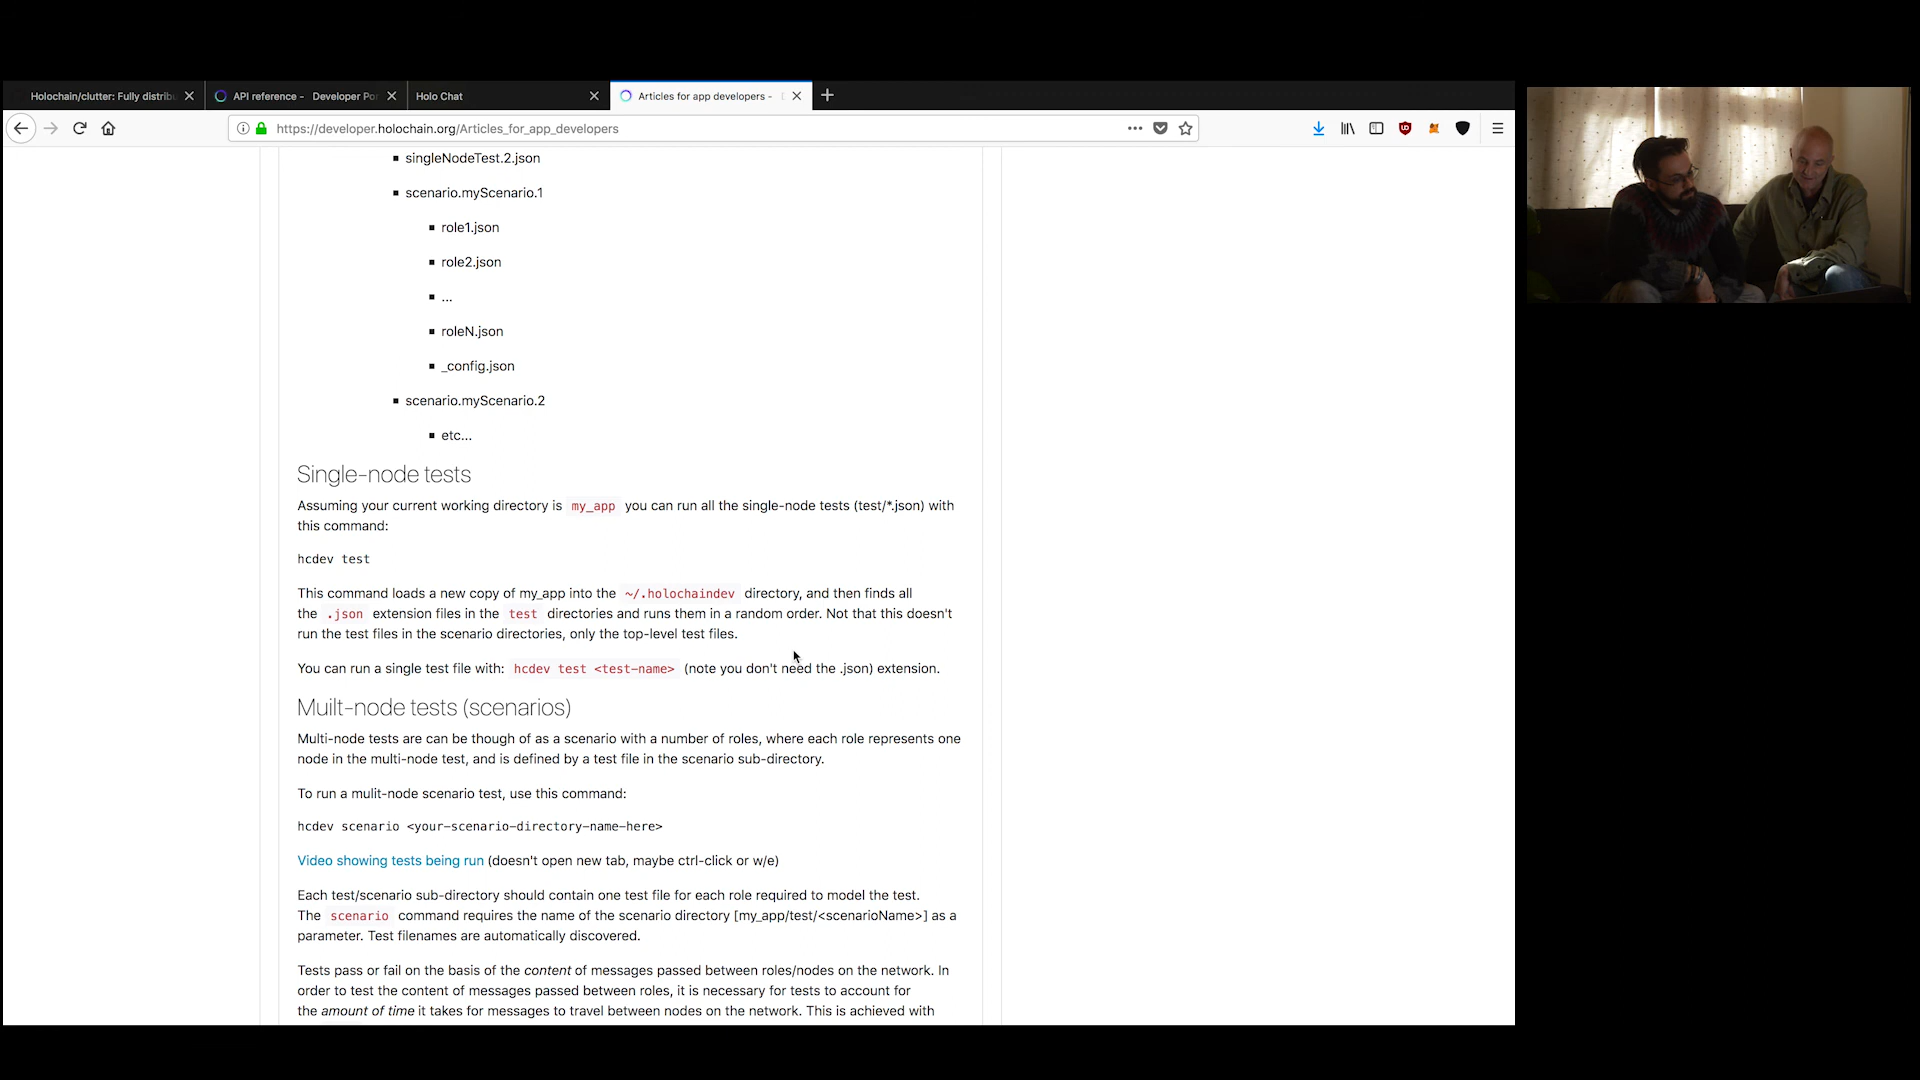 Holochain/clutter: Fully distrib
API reference - Developer Po
Holo Chat
Articles for app developers -
https://developer.holochain.org/Articles_for_app_developers
singleNodeTest.2.json
scenario.myScenario.1
role1.json
role2.json
...
roleN.json
_config.json
scenario.myScenario.2
etc...
Single-node tests
Assuming your current working directory is my_app you can run all the single-node tests (test/*.json) with
this command:
hcdev test
This command loads a new copy of my_app into the ~/.holochaindev directory, and then finds all
the .json extension files in the test directories and runs them in a random order. Not that this doesn't
run the test files in the scenario directories, only the top-level test files.
You can run a single test file with: hcdev test <test-name> (note you don't need the .json) extension.
Muilt-node tests (scenarios)
Multi-node tests are can be though of as a scenario with a number of roles, where each role represents one
node in the multi-node test, and is defined by a test file in the scenario sub-directory.
To run a mulit-node scenario test, use this command:
hcdev scenario <your-scenario-directory-name-here>
Video showing tests being run (doesn't open new tab, maybe ctrl-click or w/e)
Each test/scenario sub-directory should contain one test file for each role required to model the test.
The scenario command requires the name of the scenario directory [my_app/test/<scenarioName>] as a
parameter. Test filenames are automatically discovered.
Tests pass or fail on the basis of the content of messages passed between roles/nodes on the network. In
order to test the content of messages passed between roles, it is necessary for tests to account for
the amount of time it takes for messages to travel between nodes on the network. This is achieved with